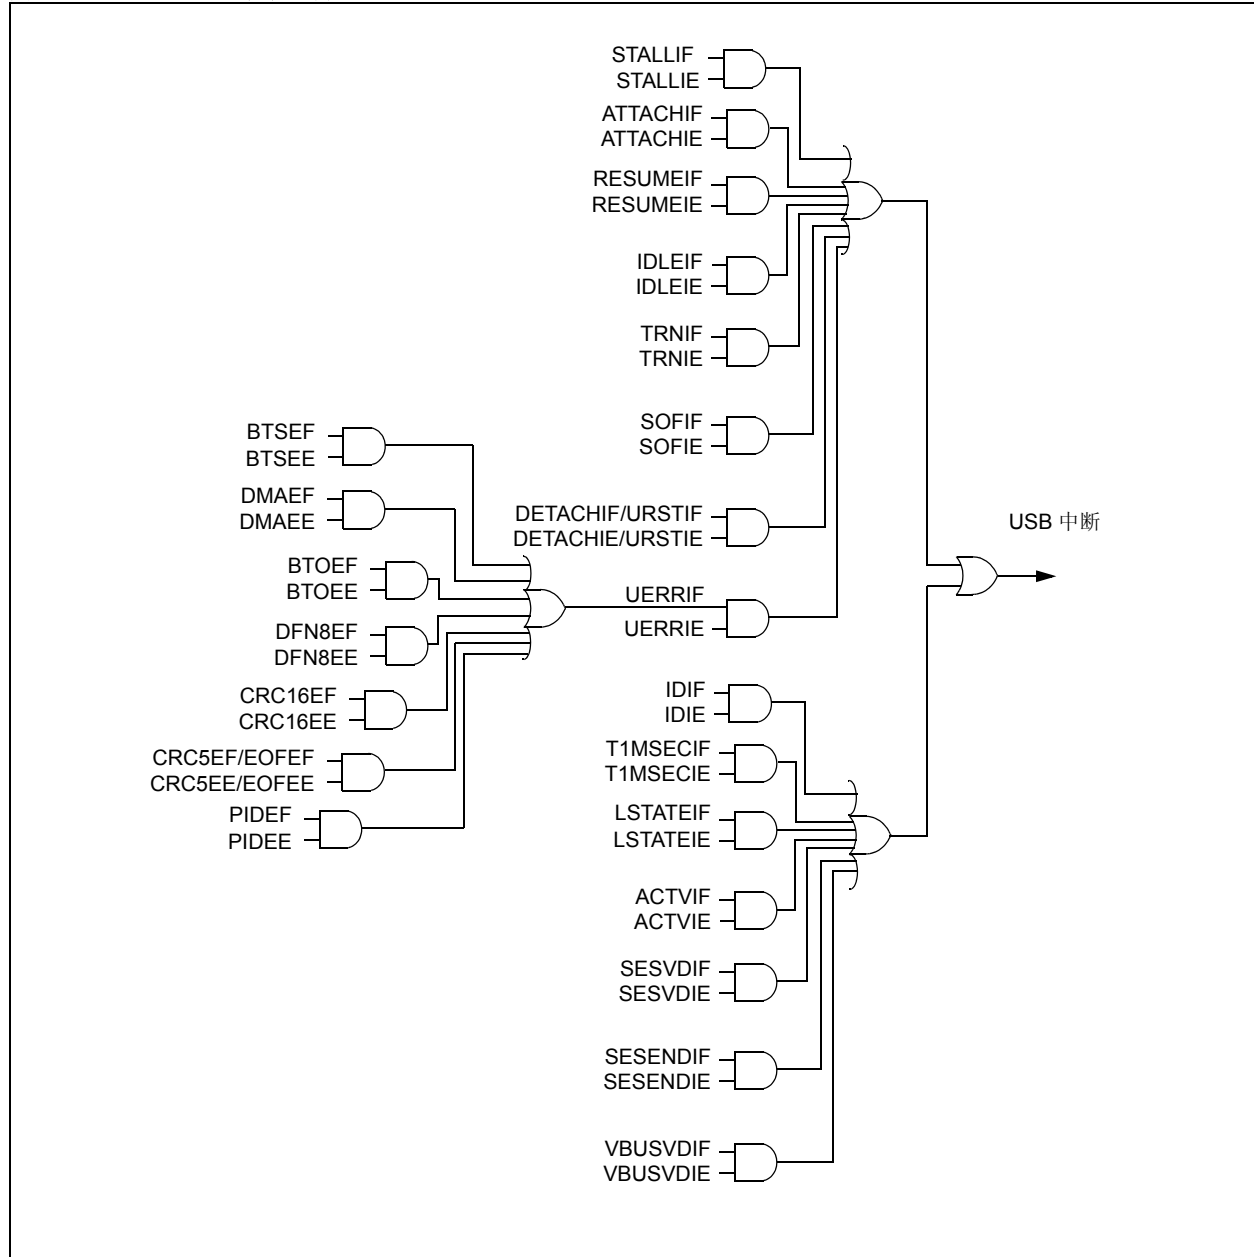 STALLIF
STALLIE
ATTACHIF
ATTACHIE
RESUMEIF
RESUMEIE
IDLEIF
IDLEIE
TRNIF
TRNIE
SOFIF
SOFIE
BTSEF
BTSEE
DMAEF
DMAEE
DETACHIF/URSTIF
DETACHIE/URSTIE
USB 中断
BTOEF
BTOEE
UERRIF
UERRIE
DFN8EF
DFN8EE
CRC16EF
CRC16EE
IDIF
IDIE
CRC5EF/EOFEF
CRC5EE/EOFEE
T1MSECIF
T1MSECIE
PIDEF
PIDEE
LSTATEIF
LSTATEIE
ACTVIF
ACTVIE
SESVDIF
SESVDIE
SESENDIF
SESENDIE
VBUSVDIF
VBUSVDIE